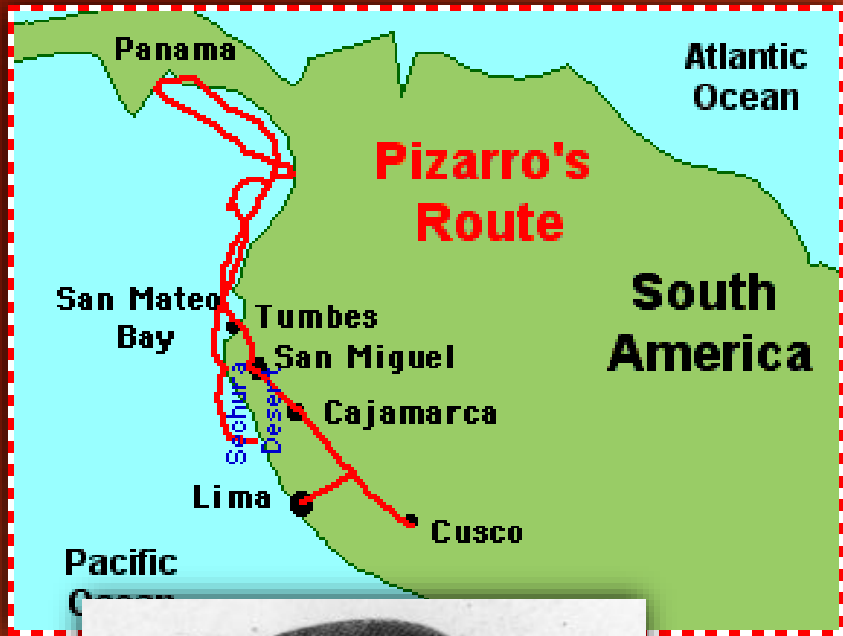 Panama
Atlantic
Ocean
Pizarro's
Route
South
America
San Mateo
Bay
Tumbes
San Miguel
Sechura
Desert
Cajamarca
Lima
Cusco
Pacific
Ocean